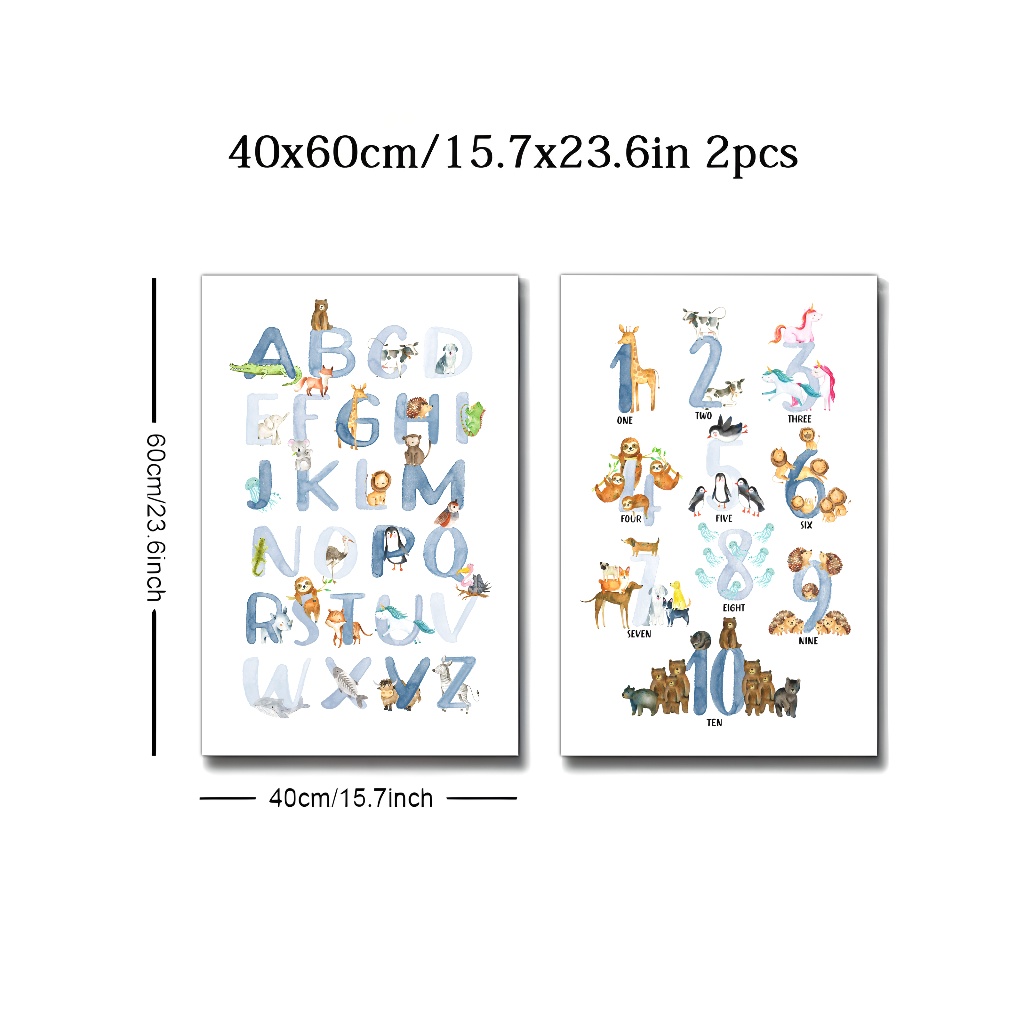 40x60cm/15.7x23.6in 2pcs
60cm/23.6inch
A B C D
E F G H I
J K L M
N O P Q
R S T U V
W X Y Z
1 2 3
ONE TWO THREE
4 5 6
FOUR FIVE SIX
7 8 9
SEVEN EIGHT NINE
10
TEN
40cm/15.7inch